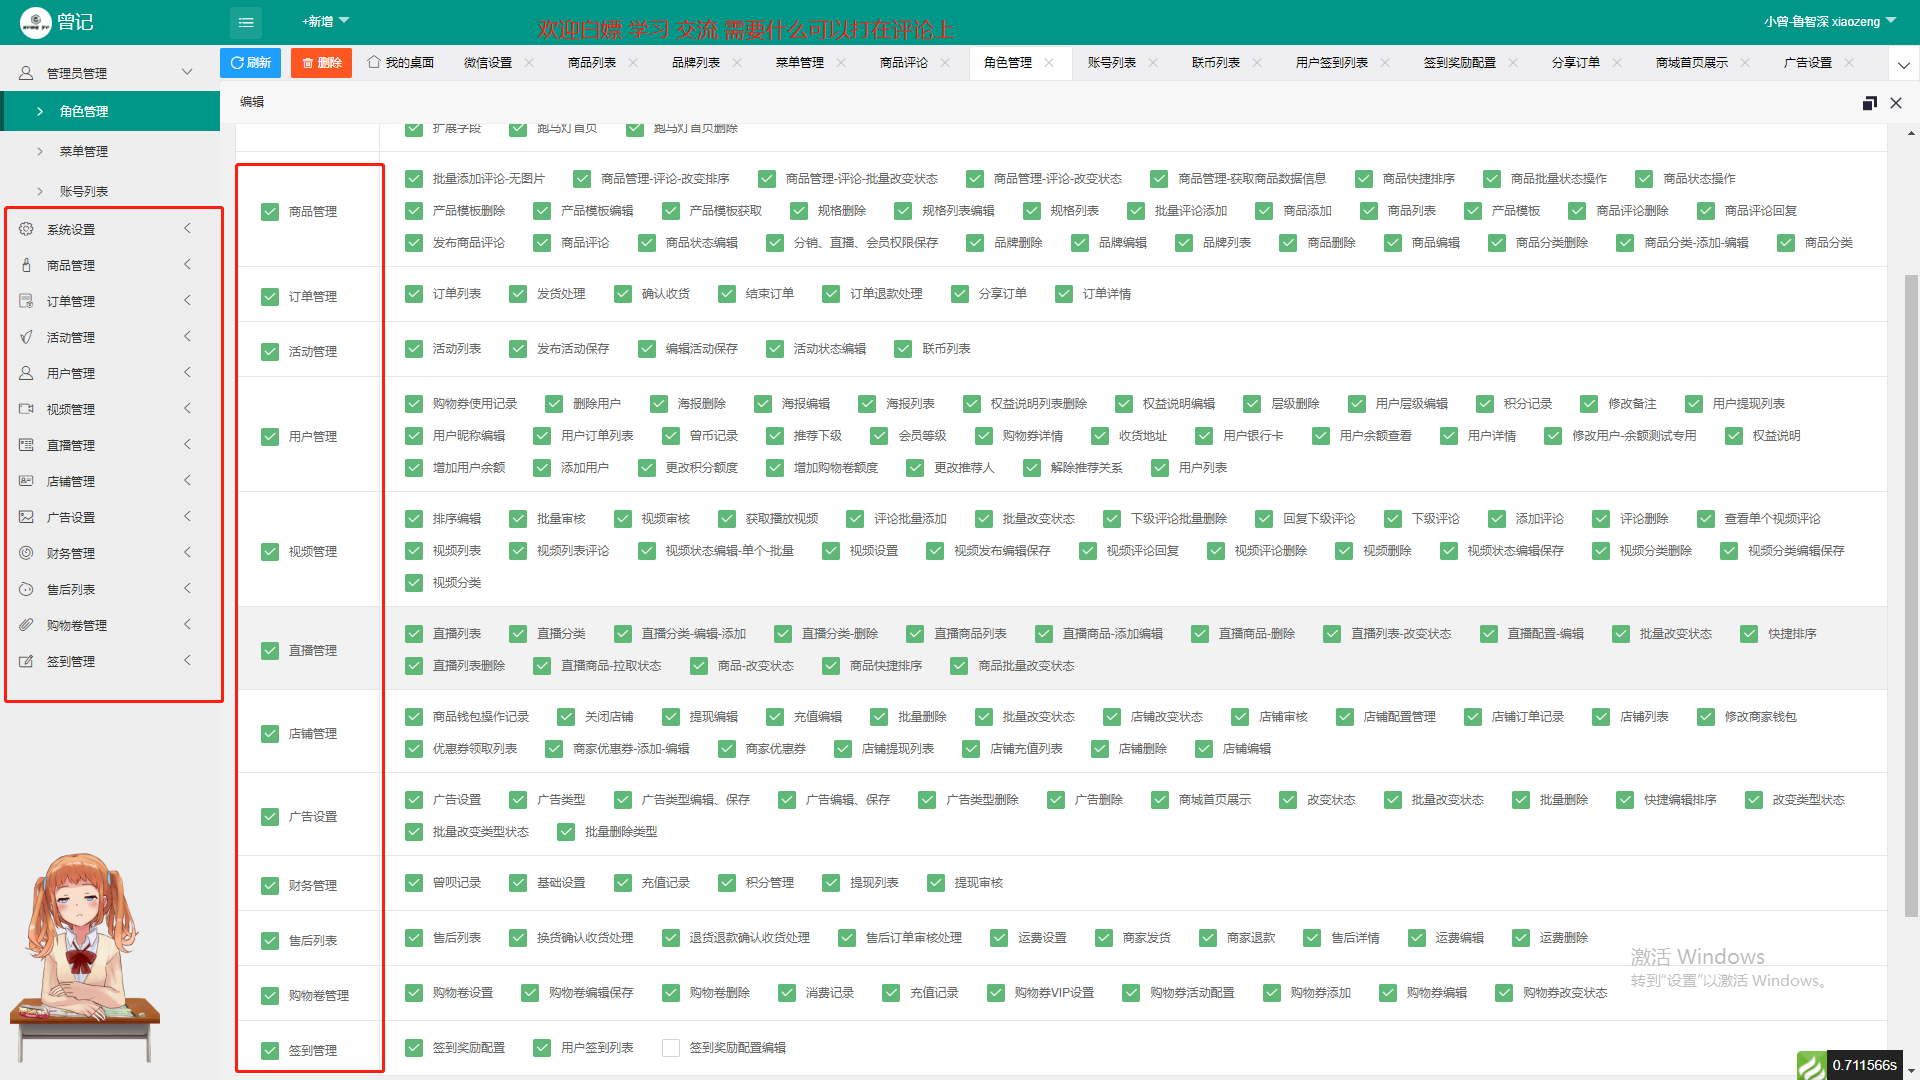 曾记
+新增
欢迎白嫖 学习 交流 需要什么可以打在评论上
小曾-鲁智深 xiaozeng
刷新 删除 我的桌面 微信设置 商品列表 品牌列表 菜单管理 商品评论 角色管理 账号列表 联币列表 用户签到列表 签到奖励配置 分享订单 商城首页展示 广告设置
管理员管理
角色管理
菜单管理
账号列表
系统设置
商品管理
订单管理
活动管理
用户管理
视频管理
直播管理
店铺管理
广告设置
财务管理
售后列表
购物卷管理
签到管理
编辑
扩展字段 跑马灯首页 跑马灯首页删除
商品管理
批量添加评论-无图片 商品管理-评论-改变排序 商品管理-评论-批量改变状态 商品管理-评论-改变状态 商品管理-获取商品数据信息 商品快捷排序 商品批量状态操作 商品状态操作
产品模板删除 产品模板编辑 产品模板获取 规格删除 规格列表编辑 规格列表 批量评论添加 商品添加 商品列表 产品模板 商品评论删除 商品评论回复
发布商品评论 商品评论 商品状态编辑 分销、直播、会员权限保存 品牌删除 品牌编辑 品牌列表 商品删除 商品编辑 商品分类删除 商品分类-添加-编辑 商品分类
订单管理
订单列表 发货处理 确认收货 结束订单 订单退款处理 分享订单 订单详情
活动管理
活动列表 发布活动保存 编辑活动保存 活动状态编辑 联币列表
用户管理
购物券使用记录 删除用户 海报删除 海报编辑 海报列表 权益说明列表删除 权益说明编辑 层级删除 用户层级编辑 积分记录 修改备注 用户提现列表
用户昵称编辑 用户订单列表 曾币记录 推荐下级 会员等级 购物券详情 收货地址 用户银行卡 用户余额查看 用户详情 修改用户-余额测试专用 权益说明
增加用户余额 添加用户 更改积分额度 增加购物卷额度 更改推荐人 解除推荐关系 用户列表
视频管理
排序编辑 批量审核 视频审核 获取播放视频 评论批量添加 批量改变状态 下级评论批量删除 回复下级评论 下级评论 添加评论 评论删除 查看单个视频评论
视频列表 视频列表评论 视频状态编辑-单个-批量 视频设置 视频发布编辑保存 视频评论回复 视频评论删除 视频删除 视频状态编辑保存 视频分类删除 视频分类编辑保存
视频分类
直播管理
直播列表 直播分类 直播分类-编辑-添加 直播分类-删除 直播商品列表 直播商品-添加编辑 直播商品-删除 直播列表-改变状态 直播配置-编辑 批量改变状态 快捷排序
直播列表删除 直播商品-拉取状态 商品-改变状态 商品快捷排序 商品批量改变状态
店铺管理
商品钱包操作记录 关闭店铺 提现编辑 充值编辑 批量删除 批量改变状态 店铺改变状态 店铺审核 店铺配置管理 店铺订单记录 店铺列表 修改商家钱包
优惠券领取列表 商家优惠券-添加-编辑 商家优惠券 店铺提现列表 店铺充值列表 店铺删除 店铺编辑
广告设置
广告设置 广告类型 广告类型编辑、保存 广告编辑、保存 广告类型删除 广告删除 商城首页展示 改变状态 批量改变状态 批量删除 快捷编辑排序 改变类型状态
批量改变类型状态 批量删除类型
财务管理
曾呗记录 基础设置 充值记录 积分管理 提现列表 提现审核
售后列表
售后列表 换货确认收货处理 退货退款确认收货处理 售后订单审核处理 运费设置 商家发货 商家退款 售后详情 运费编辑 运费删除
购物卷管理
购物卷设置 购物卷编辑保存 购物卷删除 消费记录 充值记录 购物券VIP设置 购物券活动配置 购物券添加 购物券编辑 购物券改变状态
签到管理
签到奖励配置 用户签到列表 签到奖励配置编辑
激活 Windows
转到“设置”以激活 Windows。
0.711566s